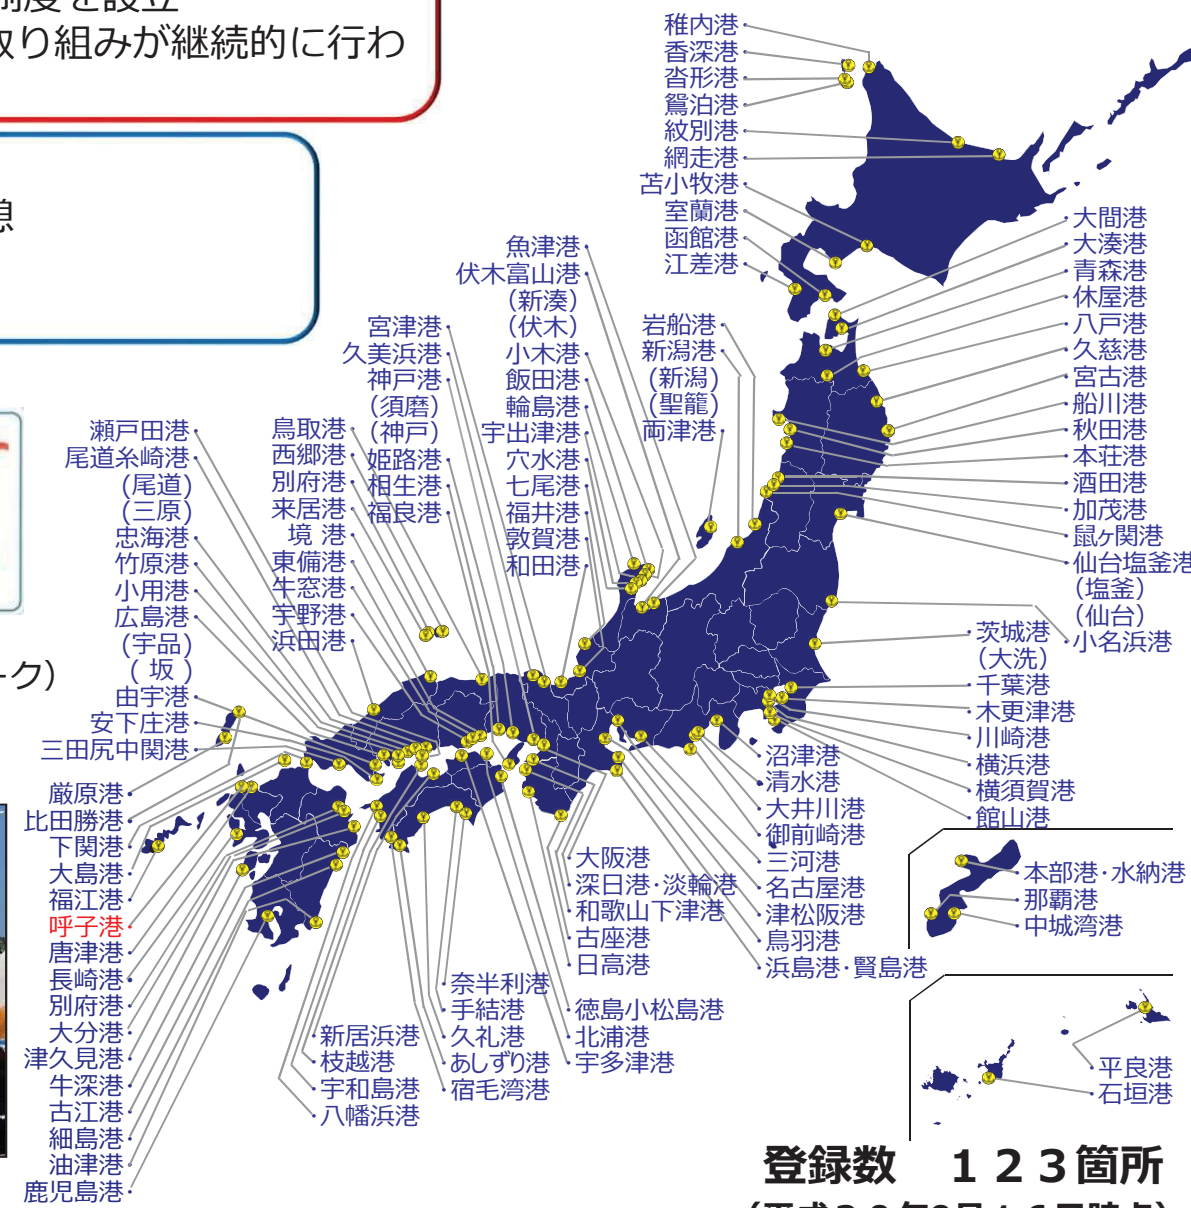 制度を設立
取り組みが継続的に行わ
憩
ーク）
稚内港
香深港
沓形港
鴛泊港
紋別港
網走港
苫小牧港
室蘭港
函館港
江差港
大間港
大湊港
青森港
休屋港
八戸港
久慈港
宮古港
船川港
秋田港
本荘港
酒田港
加茂港
鼠ヶ関港
仙台塩釜港
(塩釜)
(仙台)
小名浜港
魚津港
伏木富山港
(新湊)
(伏木)
小木港
飯田港
輪島港
宇出津港
穴水港
七尾港
福井港
敦賀港
和田港
岩船港
新潟港
(新潟)
(聖籠)
両津港
宮津港
久美浜港
神戸港
(須磨)
(神戸)
姫路港
相生港
福良港
鳥取港
西郷港
別府港
来居港
境 港
東備港
牛窓港
宇野港
浜田港
瀬戸田港
尾道糸崎港
(尾道)
(三原)
忠海港
竹原港
小用港
広島港
(宇品)
( 坂 )
由宇港
安下庄港
三田尻中関港
厳原港
比田勝港
下関港
大島港
福江港
呼子港
唐津港
長崎港
別府港
大分港
津久見港
牛深港
古江港
細島港
油津港
鹿児島港
新居浜港
枝越港
宇和島港
八幡浜港
奈半利港
手結港
久礼港
あしずり港
宿毛湾港
徳島小松島港
北浦港
宇多津港
大阪港
深日港・淡輪港
和歌山下津港
古座港
日高港
茨城港
(大洗)
千葉港
木更津港
川崎港
横浜港
横須賀港
館山港
沼津港
清水港
大井川港
御前崎港
三河港
名古屋港
津松阪港
鳥羽港
浜島港・賢島港
本部港・水納港
那覇港
中城湾港
平良港
石垣港
登録数　１２３箇所